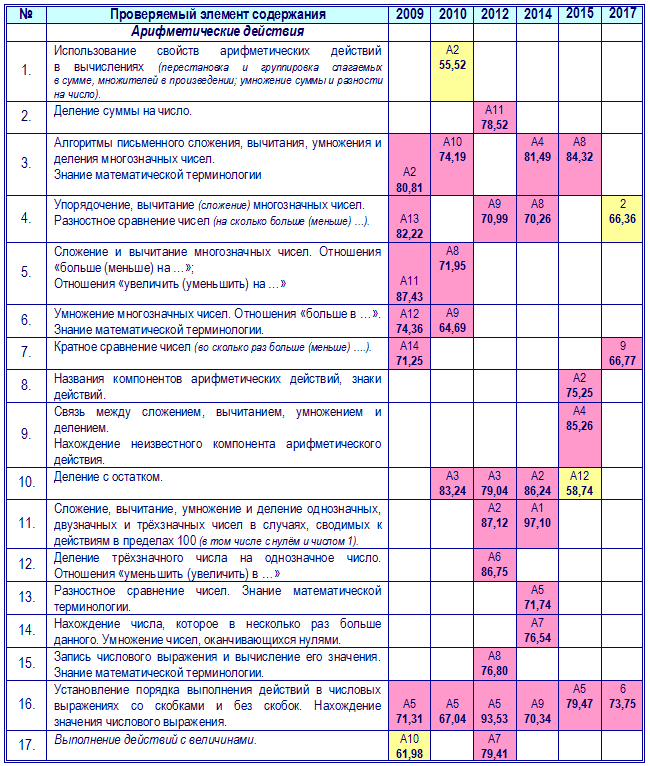 № Проверяемый элемент содержания 2009 2010 2012 2014 2015 2017
Арифметические действия
1. Использование свойств арифметических действий
в вычислениях (перестановка и группировка слагаемых
в сумме, множителей в произведении; умножение суммы и разности
на число).
А2
55,52
2. Деление суммы на число.
А11
78,52
3. Алгоритмы письменного сложения, вычитания, умножения и
деления многозначных чисел.
Знание математической терминологии
А2
80,81
А10
74,19
А4
81,49
А8
84,32
4. Упорядочение, вычитание (сложение) многозначных чисел.
Разностное сравнение чисел (на сколько больше (меньше) …).
А13
82,22
А9
70,99
А8
70,26
2
66,36
5. Сложение и вычитание многозначных чисел. Отношения
«больше (меньше) на …»;
Отношения «увеличить (уменьшить) на …»
А11
87,43
А8
71,95
6. Умножение многозначных чисел. Отношения «больше в …».
Знание математической терминологии.
А12
74,36
А9
64,69
7. Кратное сравнение чисел (во сколько раз больше (меньше) ….).
А14
71,25
9
66,77
8. Названия компонентов арифметических действий, знаки
действий.
А2
75,25
9. Связь между сложением, вычитанием, умножением и
делением.
Нахождение неизвестного компонента арифметического
действия.
А4
85,26
10. Деление с остатком.
А3
83,24
А3
79,04
А2
86,24
А12
58,74
11. Сложение, вычитание, умножение и деление однозначных,
двузначных и трёхзначных чисел в случаях, сводимых к
действиям в пределах 100 (в том числе с нулём и числом 1).
А2
87,12
А1
97,10
12. Деление трёхзначного числа на однозначное число.
Отношения «уменьшить (увеличить) в …»
А6
86,75
13. Разностное сравнение чисел. Знание математической
терминологии.
А5
71,74
14. Нахождение числа, которое в несколько раз больше
данного. Умножение чисел, оканчивающихся нулями.
А7
76,54
15. Запись числового выражения и вычисление его значения.
Знание математической терминологии.
А8
76,80
16. Установление порядка выполнения действий в числовых
выражениях со скобками и без скобок. Нахождение
значения числового выражения.
А5
71,31
А5
67,04
А5
93,53
А9
70,34
А5
79,47
6
73,75
17. Выполнение действий с величинами.
А10
61,98
А7
79,41